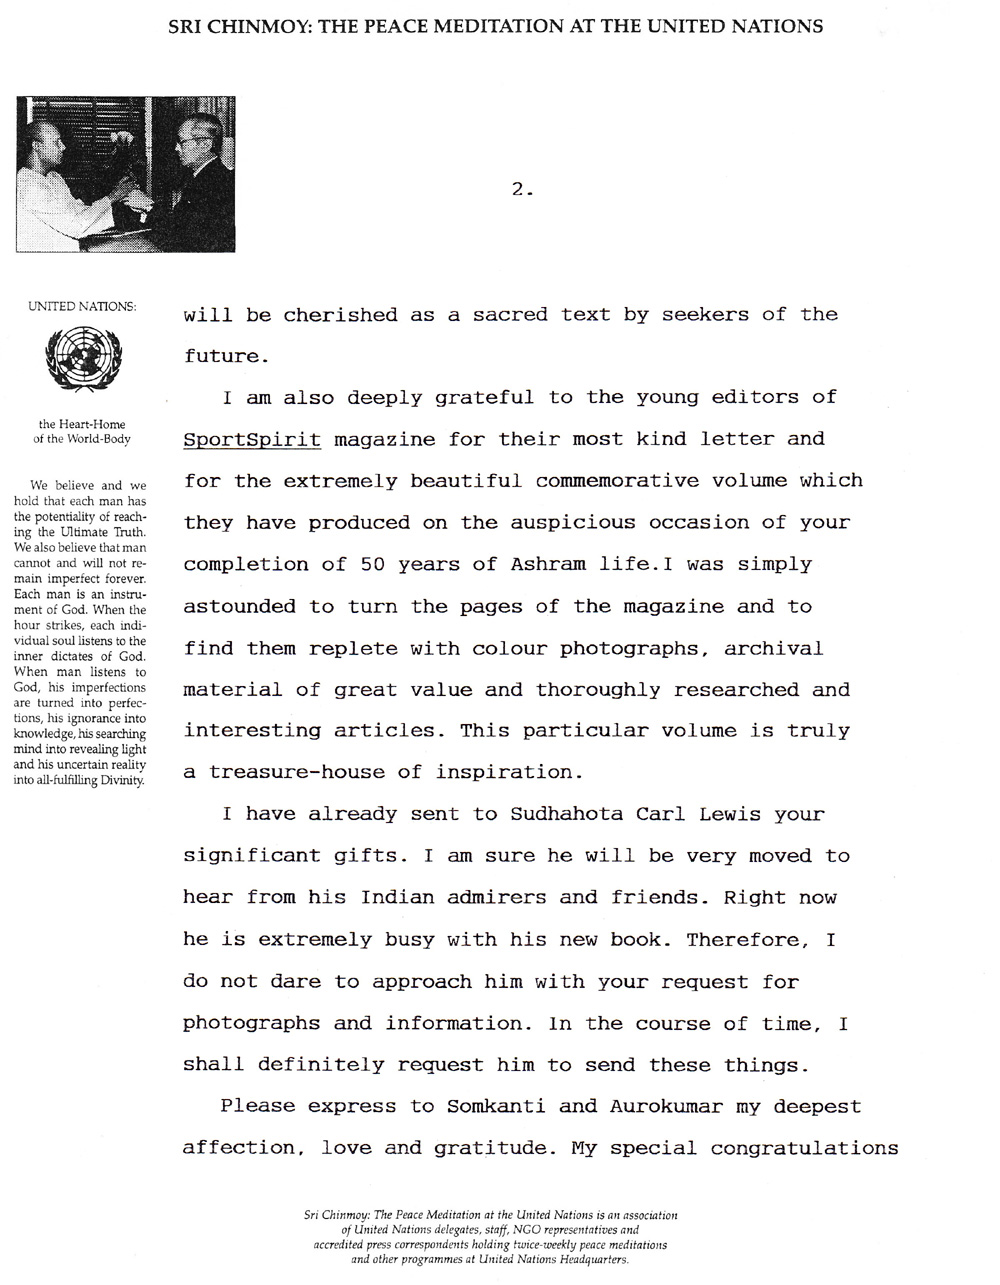 SRI CHINMOY: THE PEACE MEDITATION AT THE UNITED NATIONS
2.
UNITED NATIONS:
the Heart-Home
of the World-Body
We believe and we
hold that each man has
the potentiality of reach-
ing the Ultimate Truth.
We also believe that man
cannot and will not re-
main imperfect forever.
Each man is an instru-
ment of God. When the
hour strikes, each indi-
vidual soul listens to the
inner dictates of God.
When man listens to
God, his imperfections
are turned into perfec-
tions, his ignorance into
knowledge, his searching
mind into revealing light
and his uncertain reality
into all-fulfilling Divinity.
will be cherished as a sacred text by seekers of the
future.
I am also deeply grateful to the young editors of
SportSpirit magazine for their most kind letter and
for the extremely beautiful commemorative volume which
they have produced on the auspicious occasion of your
completion of 50 years of Ashram life.I was simply
astounded to turn the pages of the magazine and to
find them replete with colour photographs, archival
material of great value and thoroughly researched and
interesting articles. This particular volume is truly
a treasure-house of inspiration.
I have already sent to Sudhahota Carl Lewis your
significant gifts. I am sure he will be very moved to
hear from his Indian admirers and friends. Right now
he is extremely busy with his new book. Therefore, I
do not dare to approach him with your request for
photographs and information. In the course of time, I
shall definitely request him to send these things.
Please express to Somkanti and Aurokumar my deepest
affection, love and gratitude. My special congratulations
Sri Chinmoy: The Peace Meditation at the United Nations is an association
of United Nations delegates, staff, NGO representatives and
accredited press correspondents holding twice-weekly peace meditations
and other programmes at United Nations Headquarters.